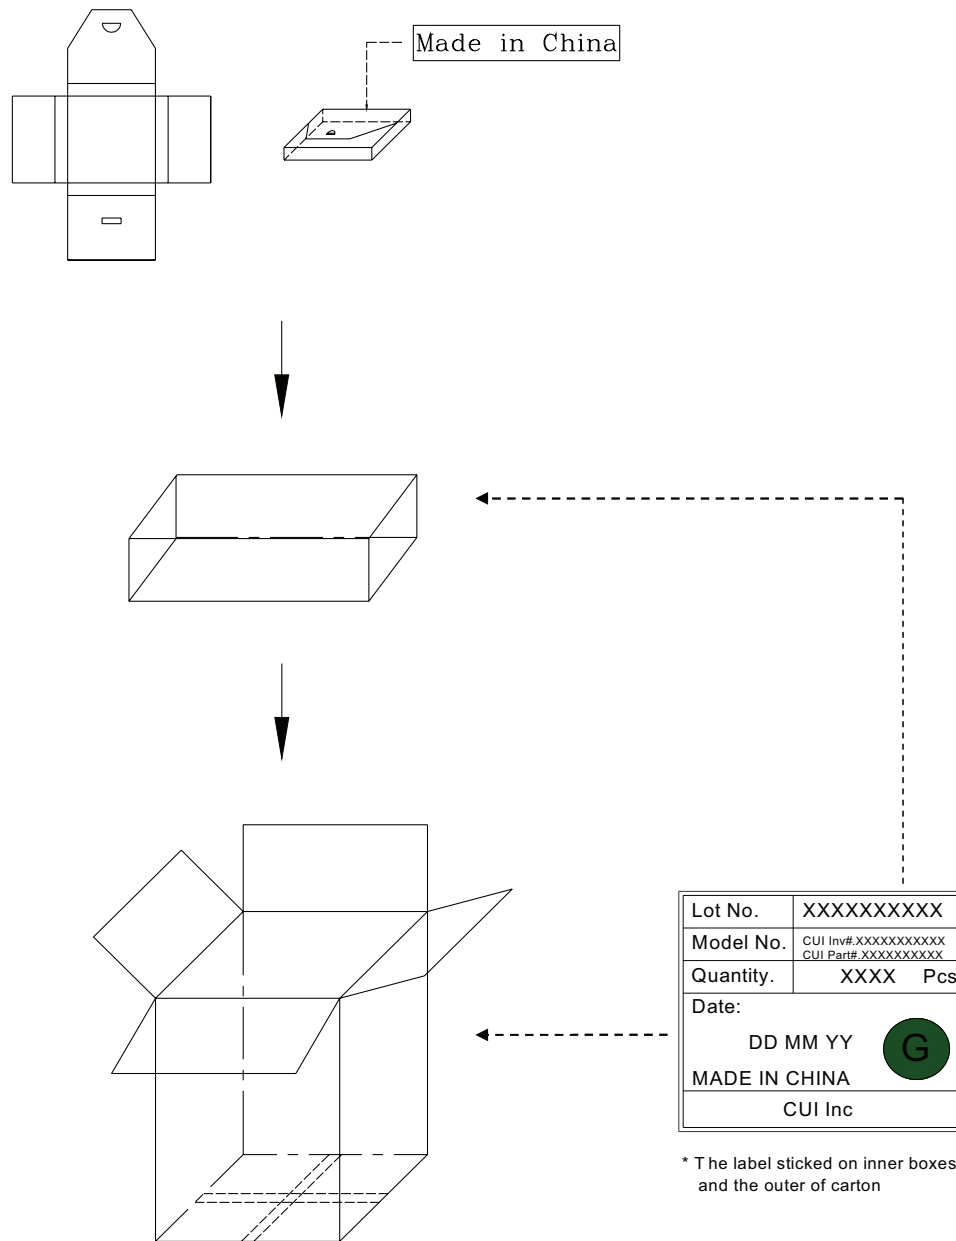 Made in China
Lot No. XXXXXXXXXX
Model No. CUI Inv#.XXXXXXXXXXX
CUI Part#.XXXXXXXXXX
Quantity. XXXX Pcs
Date:
DD MM YY
G
MADE IN CHINA
CUI Inc
* The label sticked on inner boxes
and the outer of carton